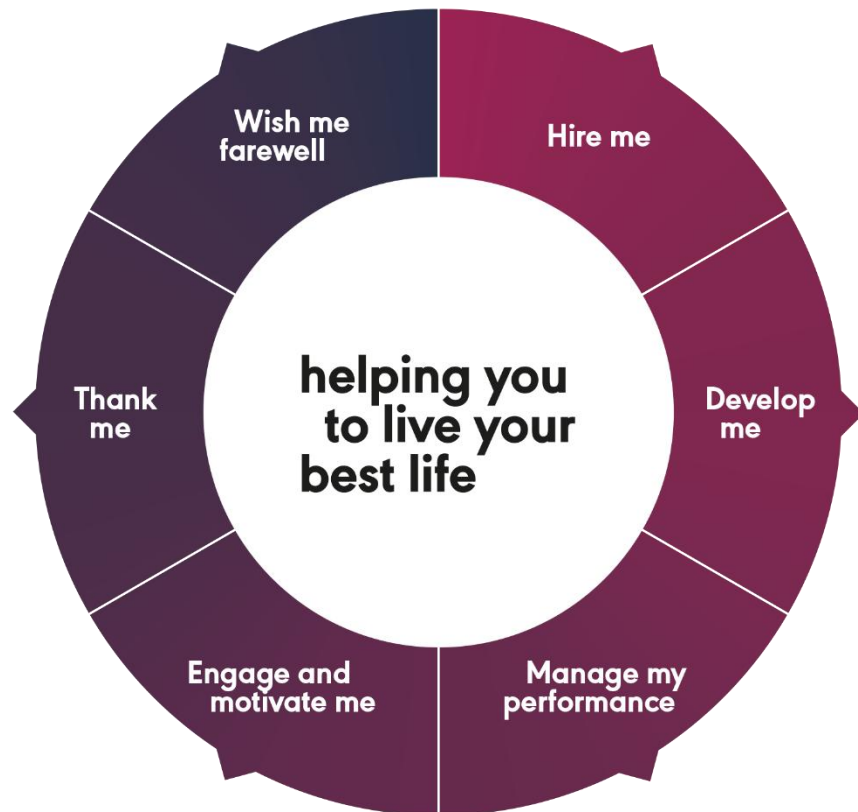 Hire me
Develop
me
Manage my
performance
Engage and
motivate me
Thank
me
Wish me
farewell
helping you
to live your
best life